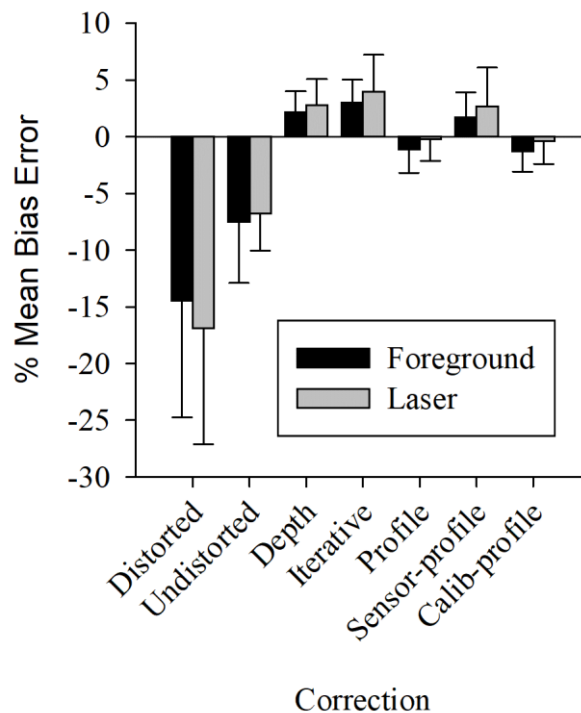 % Mean Bias Error
10
5
0
-5
-10
-15
-20
-25
-30
Foreground
Laser
Distorted
Undistorted
Depth
Iterative
Profile
Sensor-profile
Calib-profile
Correction